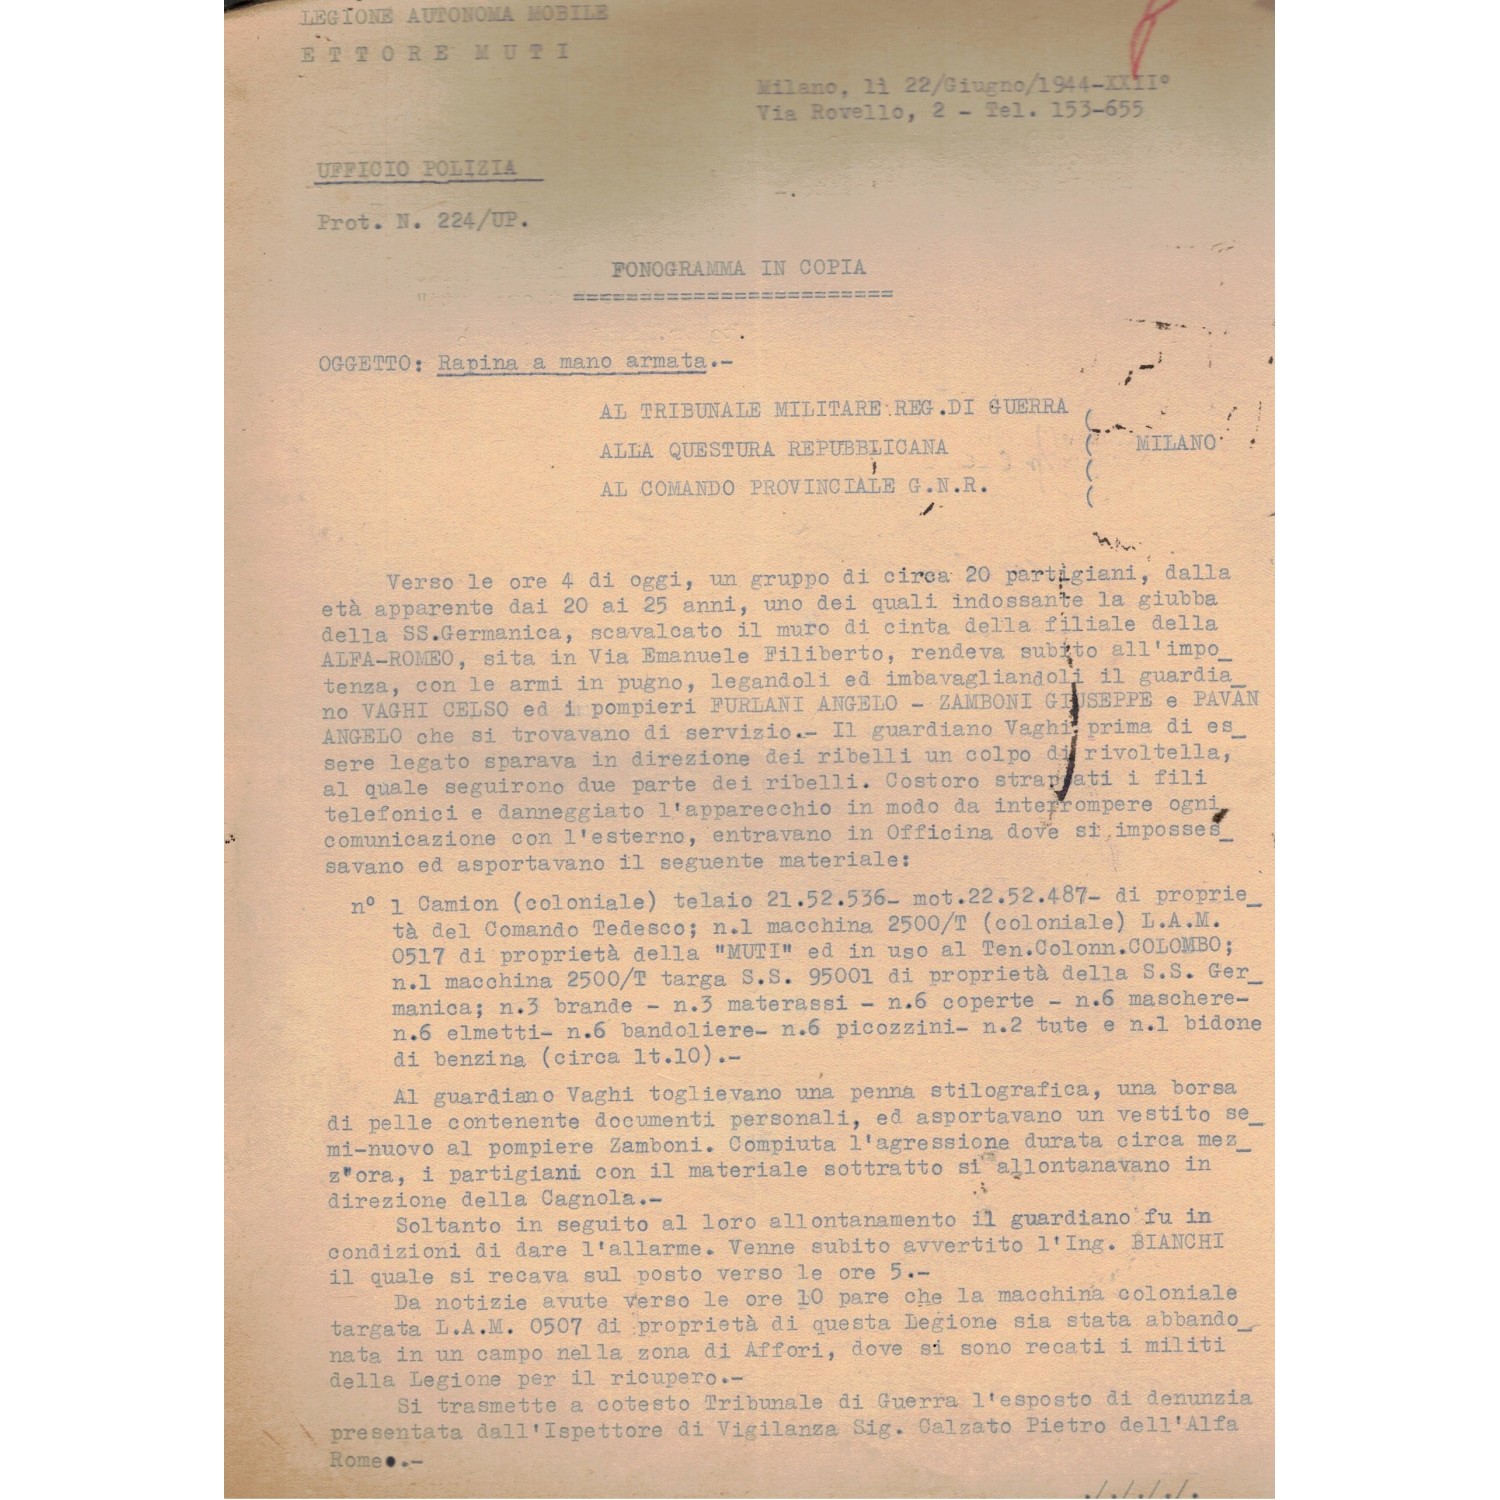 LEGIONE AUTONOMA MOBILE
ETTORE MUTI
Milano, lì 22/Giugno/1944-XXII°
Via Rovello, 2 - Tel. 153-655
UFFICIO POLIZIA
Prot. N. 224/UP.
FONOGRAMMA IN COPIA
========================
OGGETTO: Rapina a mano armata.-
AL TRIBUNALE MILITARE REG.DI GUERRA
ALLA QUESTURA REPUBBLICANA
MILANO
AL COMANDO PROVINCIALE G.N.R.
Verso le ore 4 di oggi, un gruppo di circa 20 partigiani, dalla
età apparente dai 20 ai 25 anni, uno dei quali indossante la giubba
della SS.Germanica, scavalcato il muro di cinta della filiale della
ALFA-ROMEO, sita in Via Emanuele Filiberto, rendeva subito all'impo_
tenza, con le armi in pugno, legandoli ed imbavagliandoli il guardia_
no VAGHI CELSO ed i pompieri FURLANI ANGELO - ZAMBONI GIUSEPPE e PAVAN
ANGELO che si trovavano di servizio.- Il guardiano Vaghi prima di es_
sere legato sparava in direzione dei ribelli un colpo di rivoltella,
al quale seguirono due parte dei ribelli. Costoro strappati i fili
telefonici e danneggiato l'apparecchio in modo da interrompere ogni
comunicazione con l'esterno, entravano in Officina dove si imposses_
savano ed asportavano il seguente materiale:
n° 1 Camion (coloniale) telaio 21.52.536- mot.22.52.487- di proprie_
tà del Comando Tedesco; n.1 macchina 2500/T (coloniale) L.A.M.
0517 di proprietà della "MUTI" ed in uso al Ten.Colonn.COLOMBO;
n.1 macchina 2500/T targa S.S. 95001 di proprietà della S.S. Ger_
manica; n.3 brande - n.3 materassi - n.6 coperte - n.6 maschere-
n.6 elmetti- n.6 bandoliere- n.6 picozzini- n.2 tute e n.1 bidone
di benzina (circa lt.10).-
Al guardiano Vaghi toglievano una penna stilografica, una borsa
di pelle contenente documenti personali, ed asportavano un vestito se_
mi-nuovo al pompiere Zamboni. Compiuta l'agressione durata circa mez_
z"ora, i partigiani con il materiale sottratto si allontanavano in
direzione della Cagnola.-
Soltanto in seguito al loro allontanamento il guardiano fu in
condizioni di dare l'allarme. Venne subito avvertito l'Ing. BIANCHI
il quale si recava sul posto verso le ore 5.-
Da notizie avute verso le ore 10 pare che la macchina coloniale
targata L.A.M. 0507 di proprietà di questa Legione sia stata abbando_
nata in un campo nella zona di Affori, dove si sono recati i militi
della Legione per il ricupero.-
Si trasmette a cotesto Tribunale di Guerra l'esposto di denunzia
presentata dall'Ispettore di Vigilanza Sig. Calzato Pietro dell'Alfa
Romeo.-
./././././.